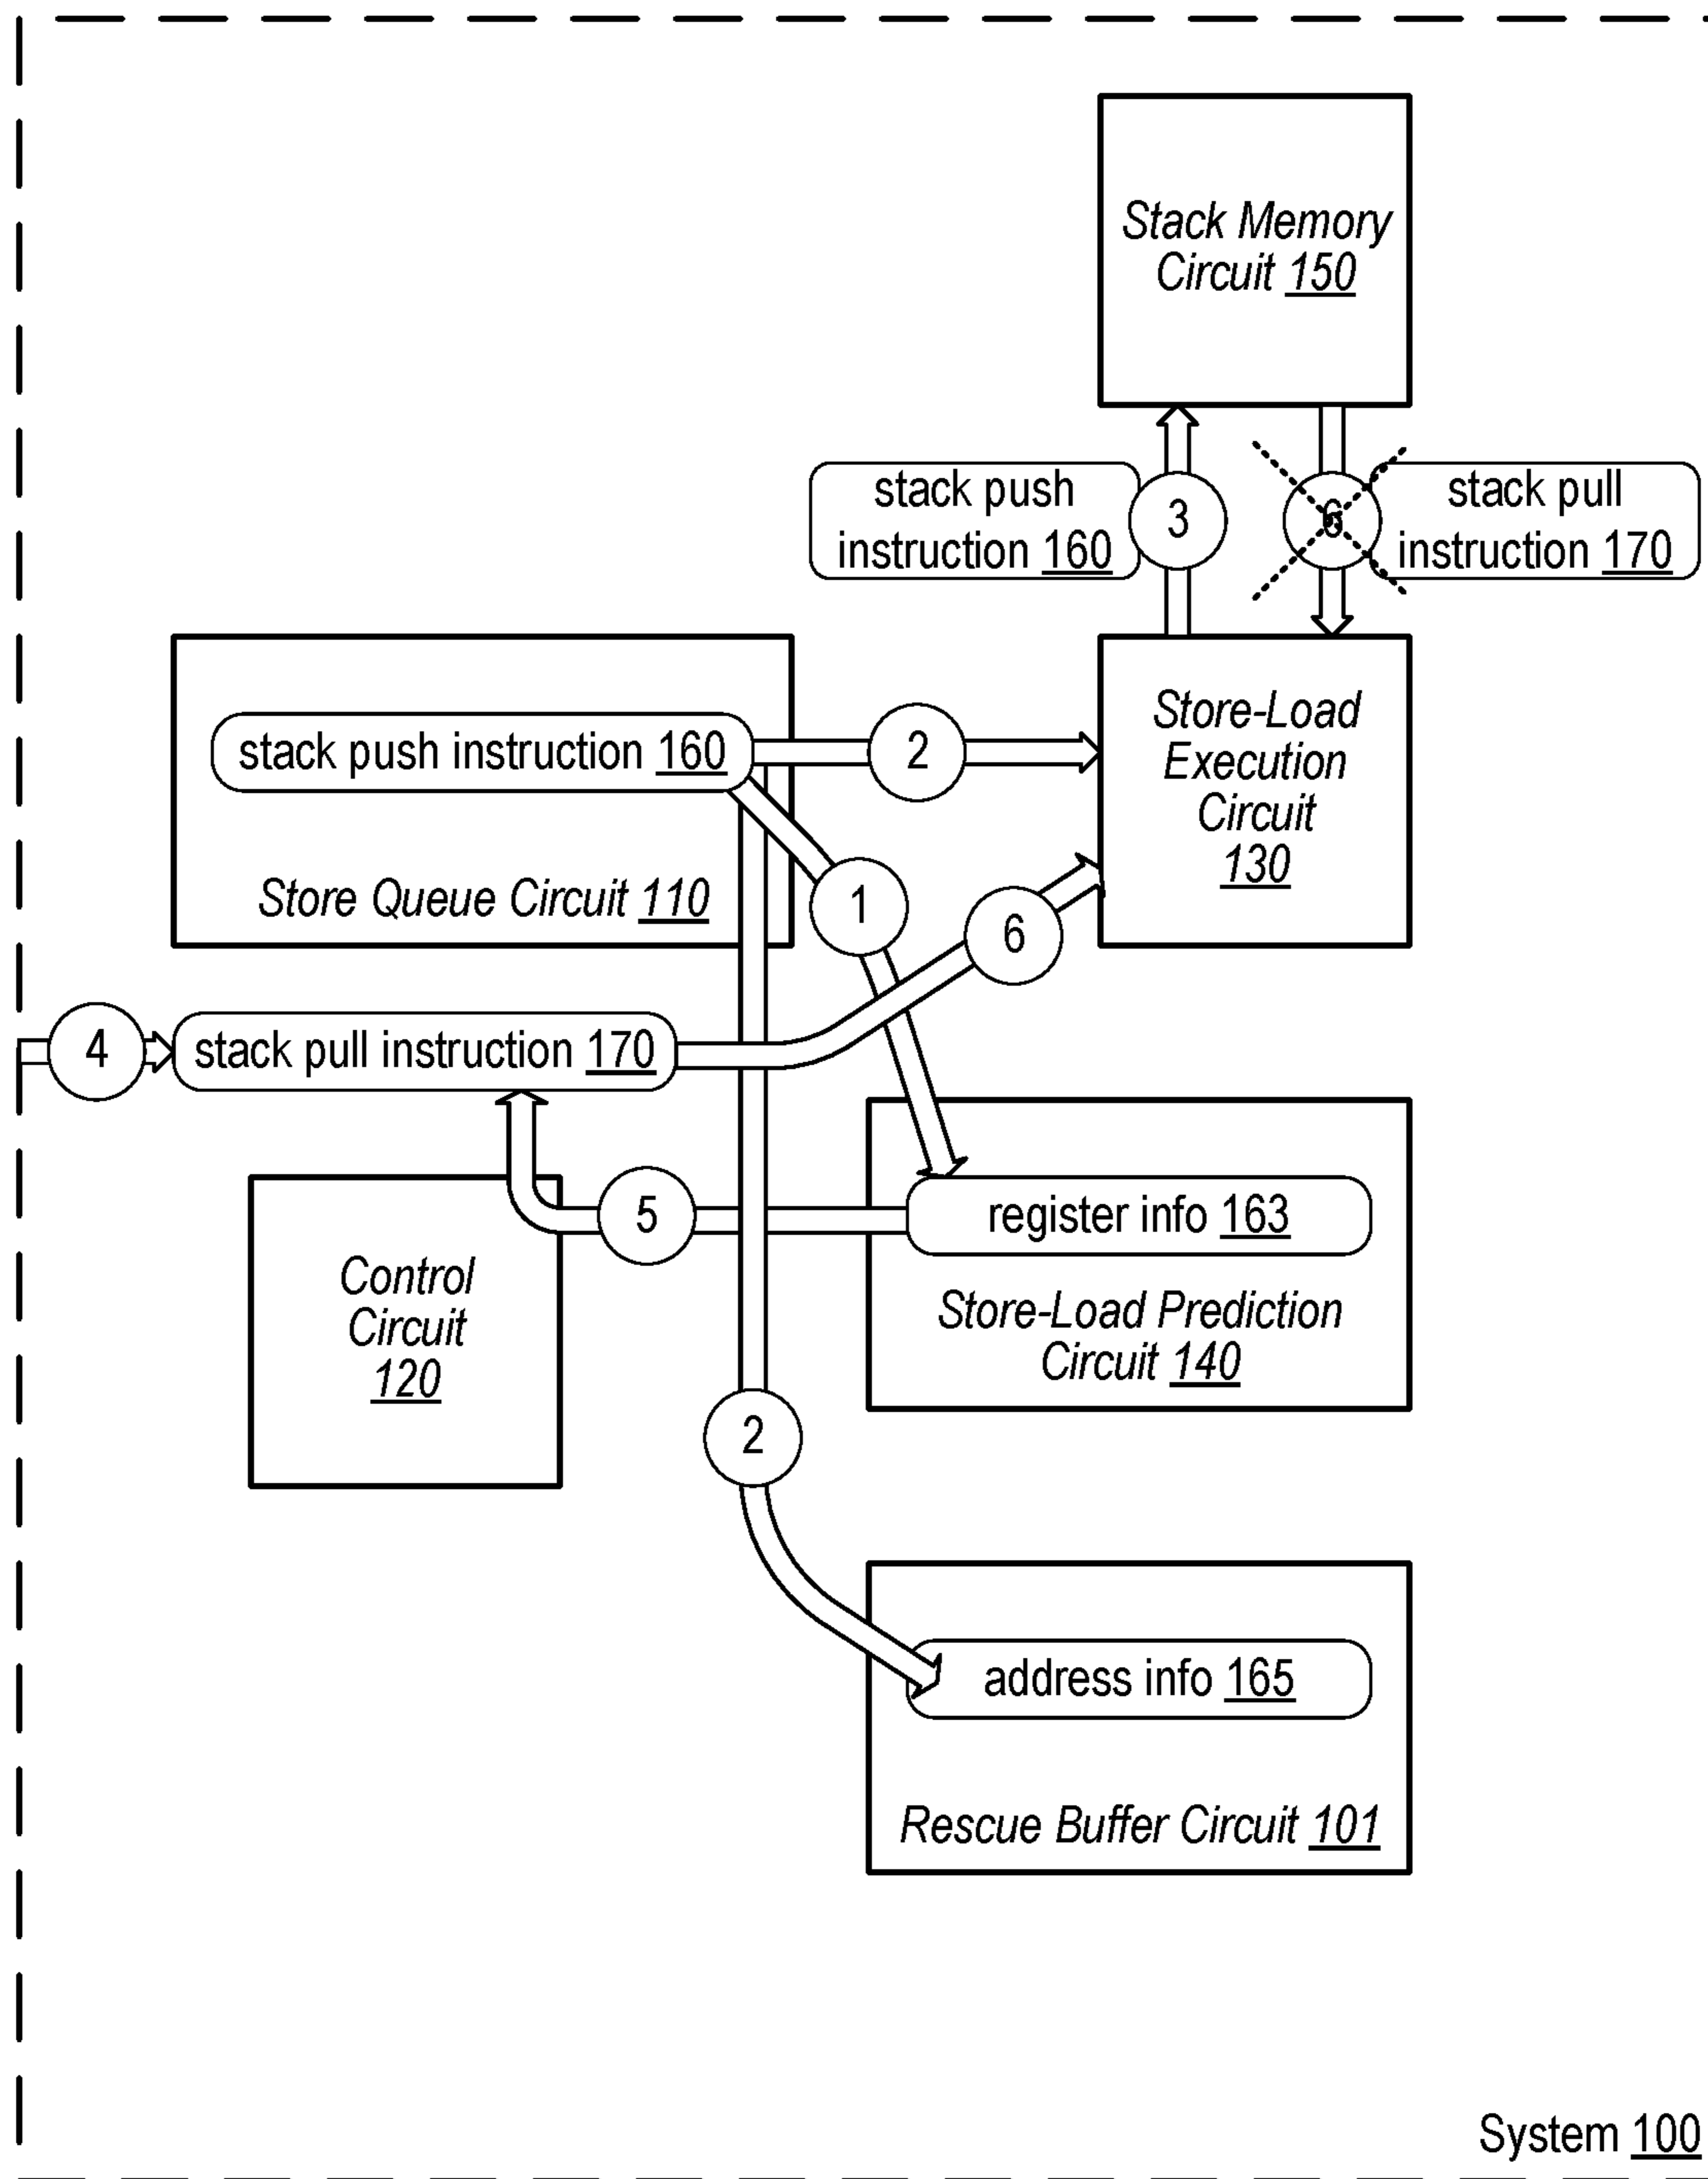 Stack Memory
Circuit 150
stack push
instruction 160
3
6
stack pull
instruction 170
stack push instruction 160
2
Store-Load
Execution
Circuit
130
Store Queue Circuit 110
1
6
4
stack pull instruction 170
5
register info 163
Control
Circuit
120
Store-Load Prediction
Circuit 140
2
address info 165
Rescue Buffer Circuit 101
System 100